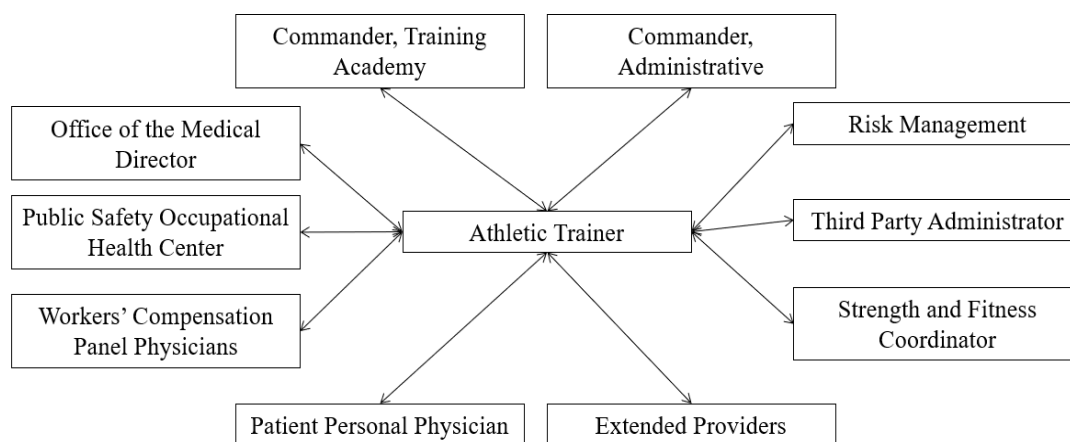 Commander, Training
Academy
Commander,
Administrative
Office of the Medical
Director
Risk Management
Public Safety Occupational
Health Center
Athletic Trainer
Third Party Administrator
Workers’ Compensation
Panel Physicians
Strength and Fitness
Coordinator
Patient Personal Physician
Extended Providers